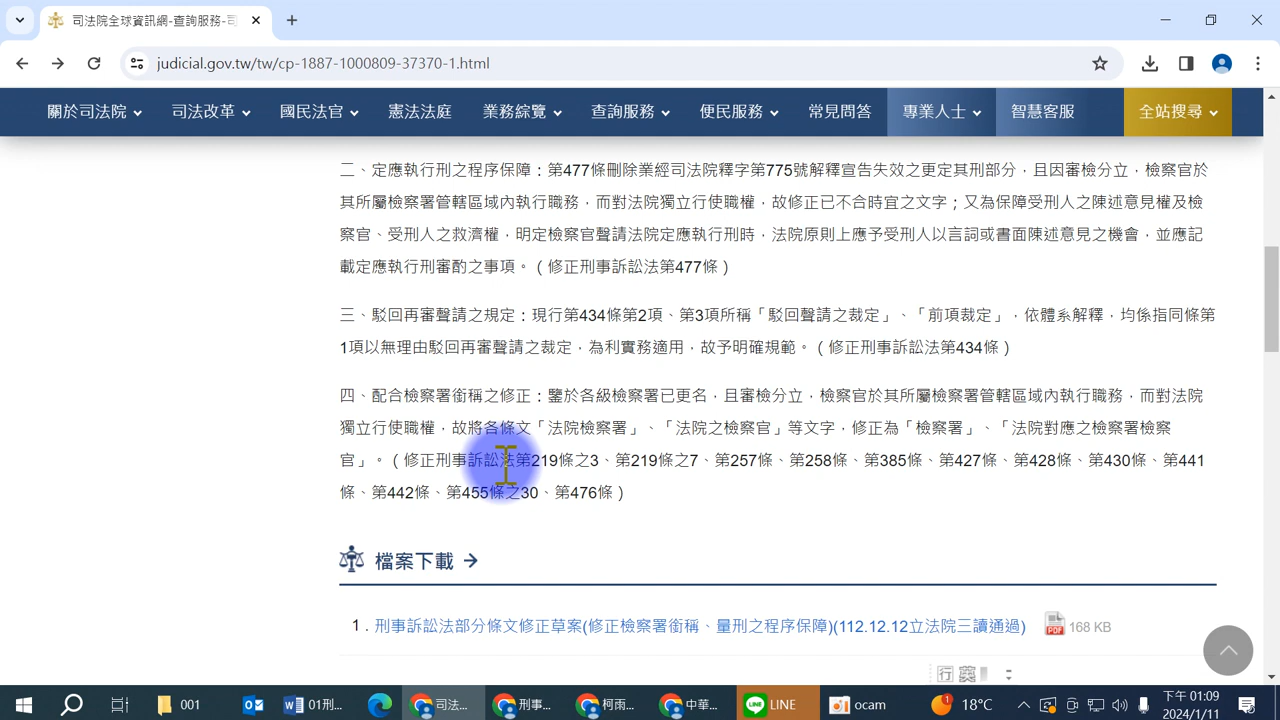 司法院全球資訊網-查詢服務-司
judicial.gov.tw/tw/cp-1887-1000809-37370-1.html
關於司法院 司法改革 國民法官 憲法法庭 業務綜覽 查詢服務 便民服務 常見問答 專業人士 智慧客服 全站搜尋
二、定應執行刑之程序保障：第477條刪除業經司法院釋字第775號解釋宣告失效之更定其刑部分，且因審檢分立，檢察官於
其所屬檢察署管轄區域內執行職務，而對法院獨立行使職權，故修正已不合時宜之文字；又為保障受刑人之陳述意見權及檢
察官、受刑人之救濟權，明定檢察官聲請法院定應執行刑時，法院原則上應予受刑人以言詞或書面陳述意見之機會，並應記
載定應執行刑審酌之事項。（修正刑事訴訟法第477條）
三、駁回再審聲請之規定：現行第434條第2項、第3項所稱「駁回聲請之裁定」、「前項裁定」，依體系解釋，均係指同條第
1項以無理由駁回再審聲請之裁定，為利實務適用，故予明確規範。（修正刑事訴訟法第434條）
四、配合檢察署銜稱之修正：鑒於各級檢察署已更名，且審檢分立，檢察官於其所屬檢察署管轄區域內執行職務，而對法院
獨立行使職權，故將各條文「法院檢察署」、「法院之檢察官」等文字，修正為「檢察署」、「法院對應之檢察署檢察
官」。（修正刑事訴訟法第219條之3、第219條之7、第257條、第258條、第385條、第427條、第428條、第430條、第441
條、第442條、第455條之30、第476條）
檔案下載
1. 刑事訴訟法部分條文修正草案(修正檢察署銜稱、量刑之程序保障)(112.12.12立法院三讀通過) PDF 168 KB
行 英
001 01刑... 司法... 刑事... 柯雨... 中華... LINE ocam 1 18°C 下午 01:09
2024/1/11